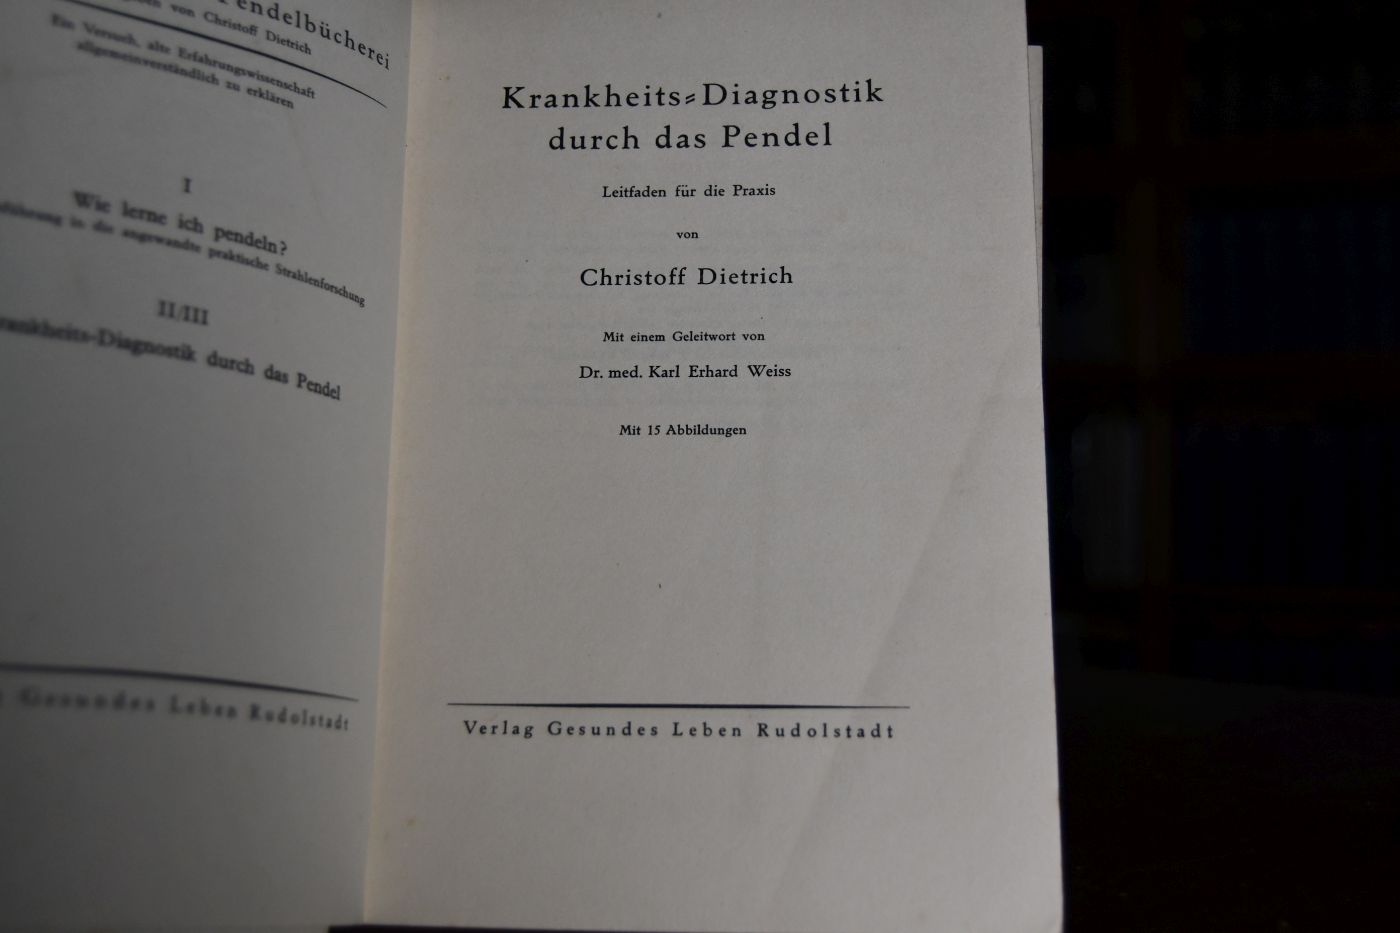 Pendelbücherei
von Christoff Dietrich
Ein Versuch, alte Erfahrungswissenschaft
allgemeinverständlich zu erklären
I
Wie lerne ich pendeln?
in die angewandte praktische Strahlenforschung
II/III
Krankheits-Diagnostik durch das Pendel
Gesundes Leben Rudolstadt
Krankheits-Diagnostik
durch das Pendel
Leitfaden für die Praxis
von
Christoff Dietrich
Mit einem Geleitwort von
Dr. med. Karl Erhard Weiss
Mit 15 Abbildungen
Verlag Gesundes Leben Rudolstadt